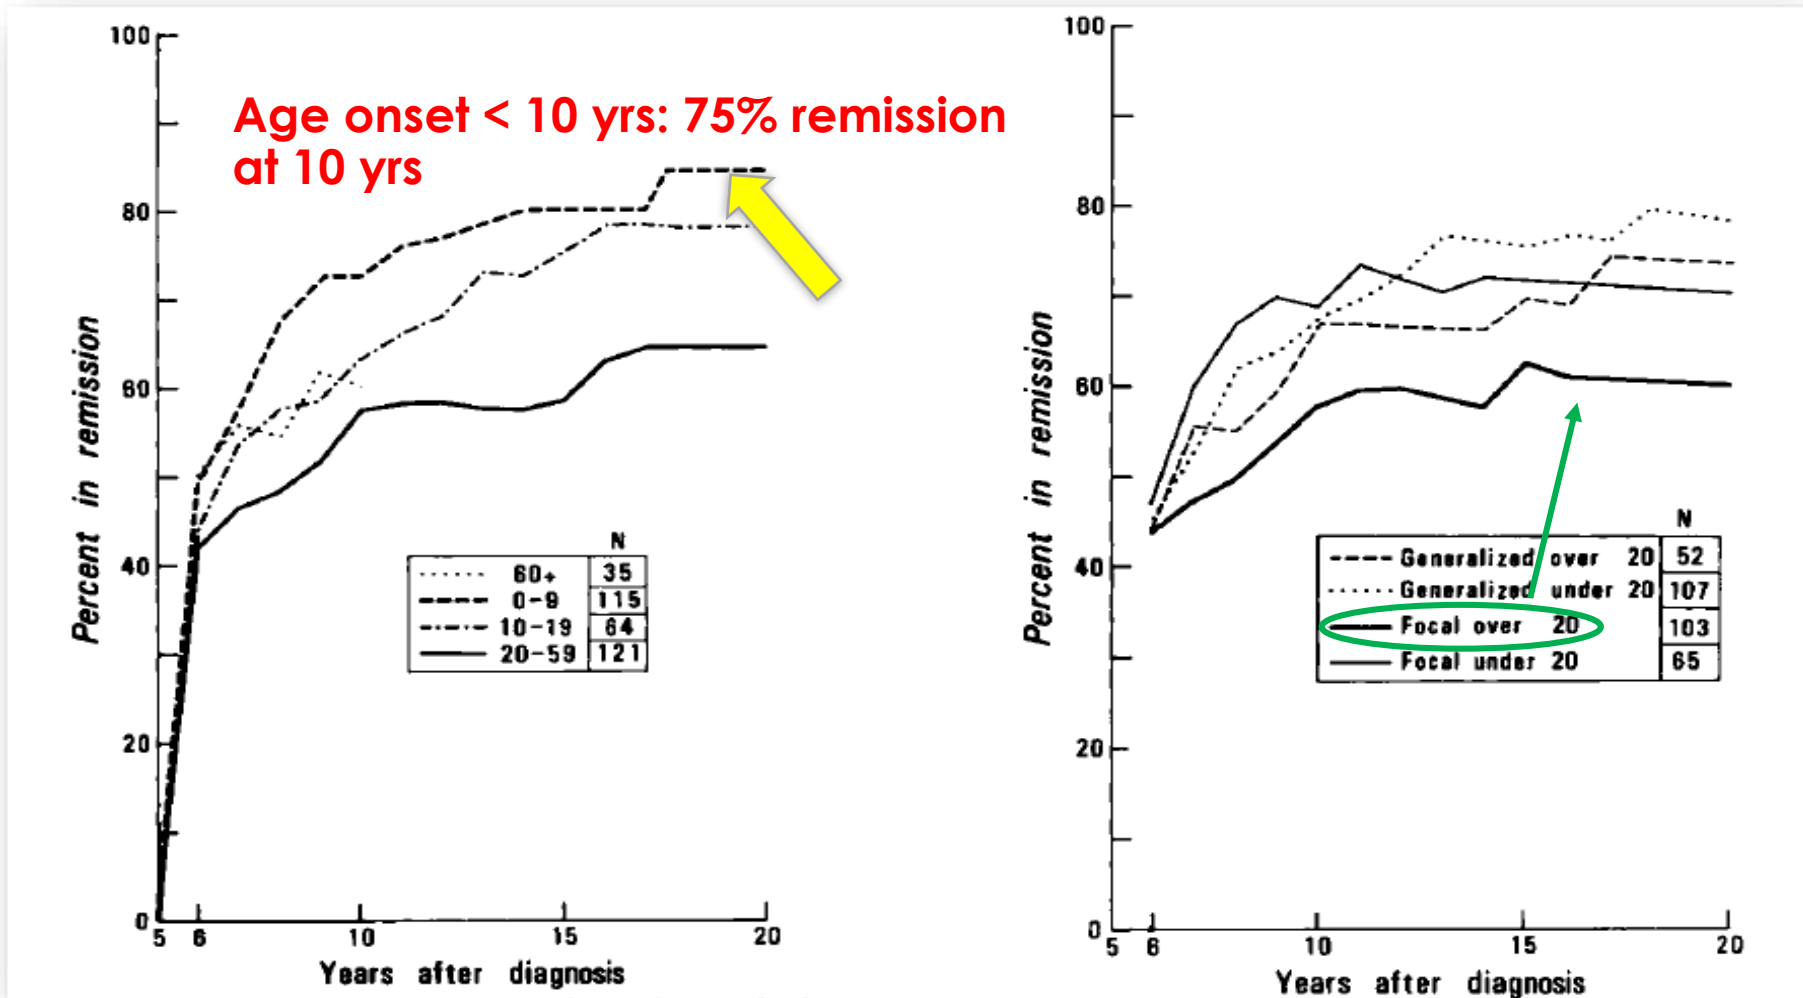 Age onset < 10 yrs: 75% remission
at 10 yrs
100
80
60
40
20
0
Percent in remission
5 6 10 15 20
Years after diagnosis
N
60+ 35
0-9 115
10-19 64
20-59 121
100
80
60
40
20
0
Percent in remission
5 6 10 15 20
Years after diagnosis
N
Generalized over 20 52
Generalized under 20 107
Focal over 20 103
Focal under 20 65